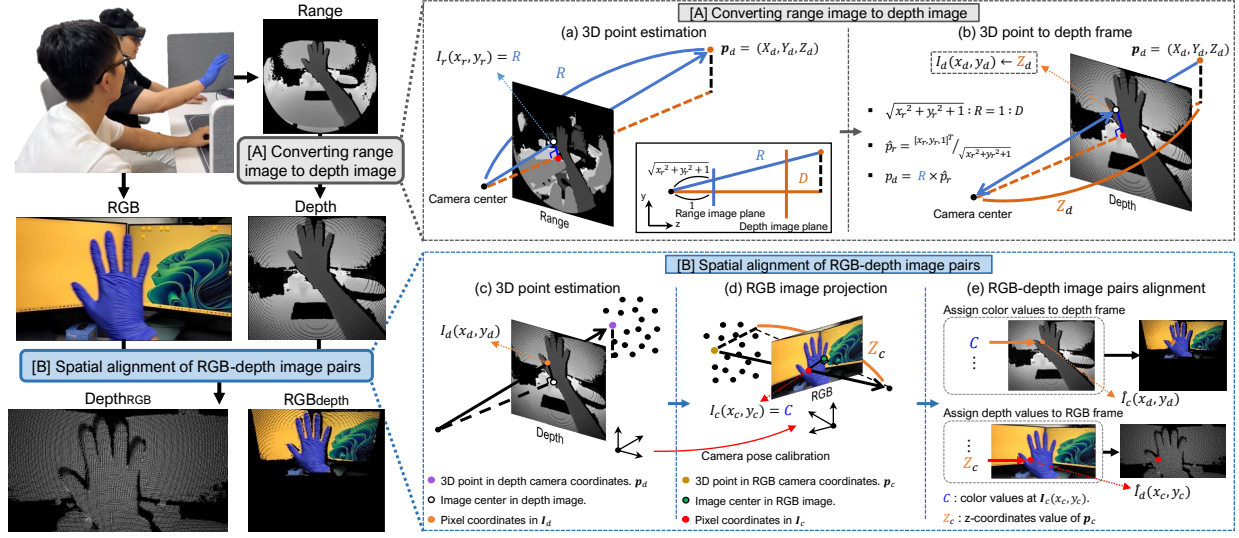 Range
[A] Converting range
image to depth image
RGB
Depth
[B] Spatial alignment of RGB-depth image pairs
DepthRGB
RGBdepth
[A] Converting range image to depth image
(a) 3D point estimation
I_r(x_r, y_r) = R
R
p_d = (X_d, Y_d, Z_d)
Camera center
Range
√x_r²+y_r²+1
R
1
D
y
z
Range image plane
Depth image plane
(b) 3D point to depth frame
p_d = (X_d, Y_d, Z_d)
I_d(x_d, y_d) ← Z_d
▪ √x_r² + y_r² + 1 : R = 1 : D
▪ p̂_r = [x_r, y_r, 1]^T / √x_r²+y_r²+1
▪ p_d = R × p̂_r
Camera center
Depth
Z_d
[B] Spatial alignment of RGB-depth image pairs
(c) 3D point estimation
I_d(x_d, y_d)
Depth
3D point in depth camera coordinates. p_d
Image center in depth image.
Pixel coordinates in I_d
(d) RGB image projection
Z_c
RGB
I_c(x_c, y_c) = C
Camera pose calibration
3D point in RGB camera coordinates. p_c
Image center in RGB image.
Pixel coordinates in I_c
(e) RGB-depth image pairs alignment
Assign color values to depth frame
C
⋮
Î_c(x_d, y_d)
Assign depth values to RGB frame
⋮
Z_c
Î_d(x_c, y_c)
C : color values at I_c(x_c, y_c).
Z_c : z-coordinates value of p_c